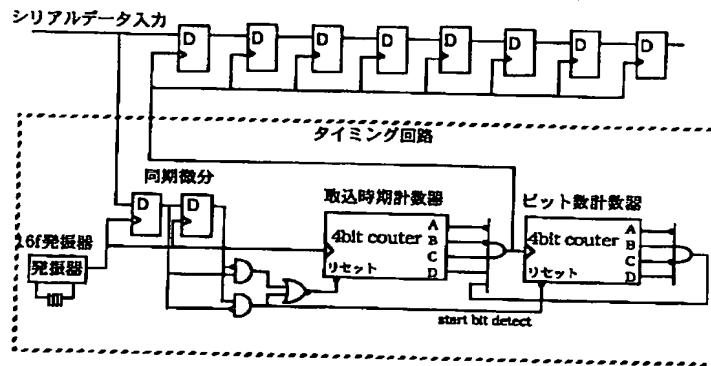 シリアルデータ入力
D D D D D D D D
タイミング回路
同期微分
取込時期計数器
ビット数計数器
D D
16f発振器
発振器
4bit couter
A
B
C
D
リセット
4bit couter
A
B
C
D
リセット
start bit detect